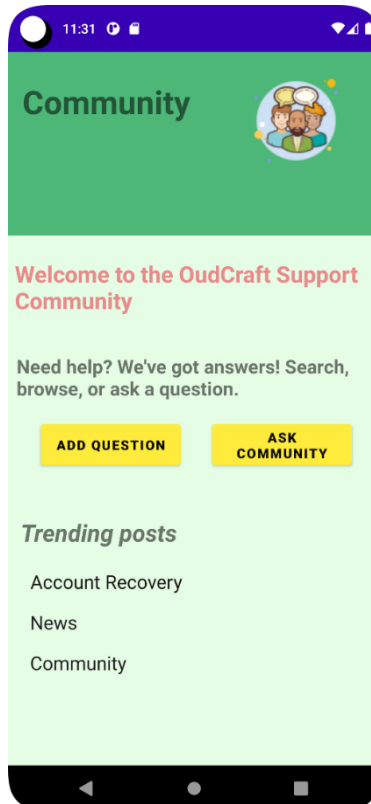 11:31
Community
Welcome to the OudCraft Support
Community
Need help? We've got answers! Search,
browse, or ask a question.
ADD QUESTION
ASK
COMMUNITY
Trending posts
Account Recovery
News
Community